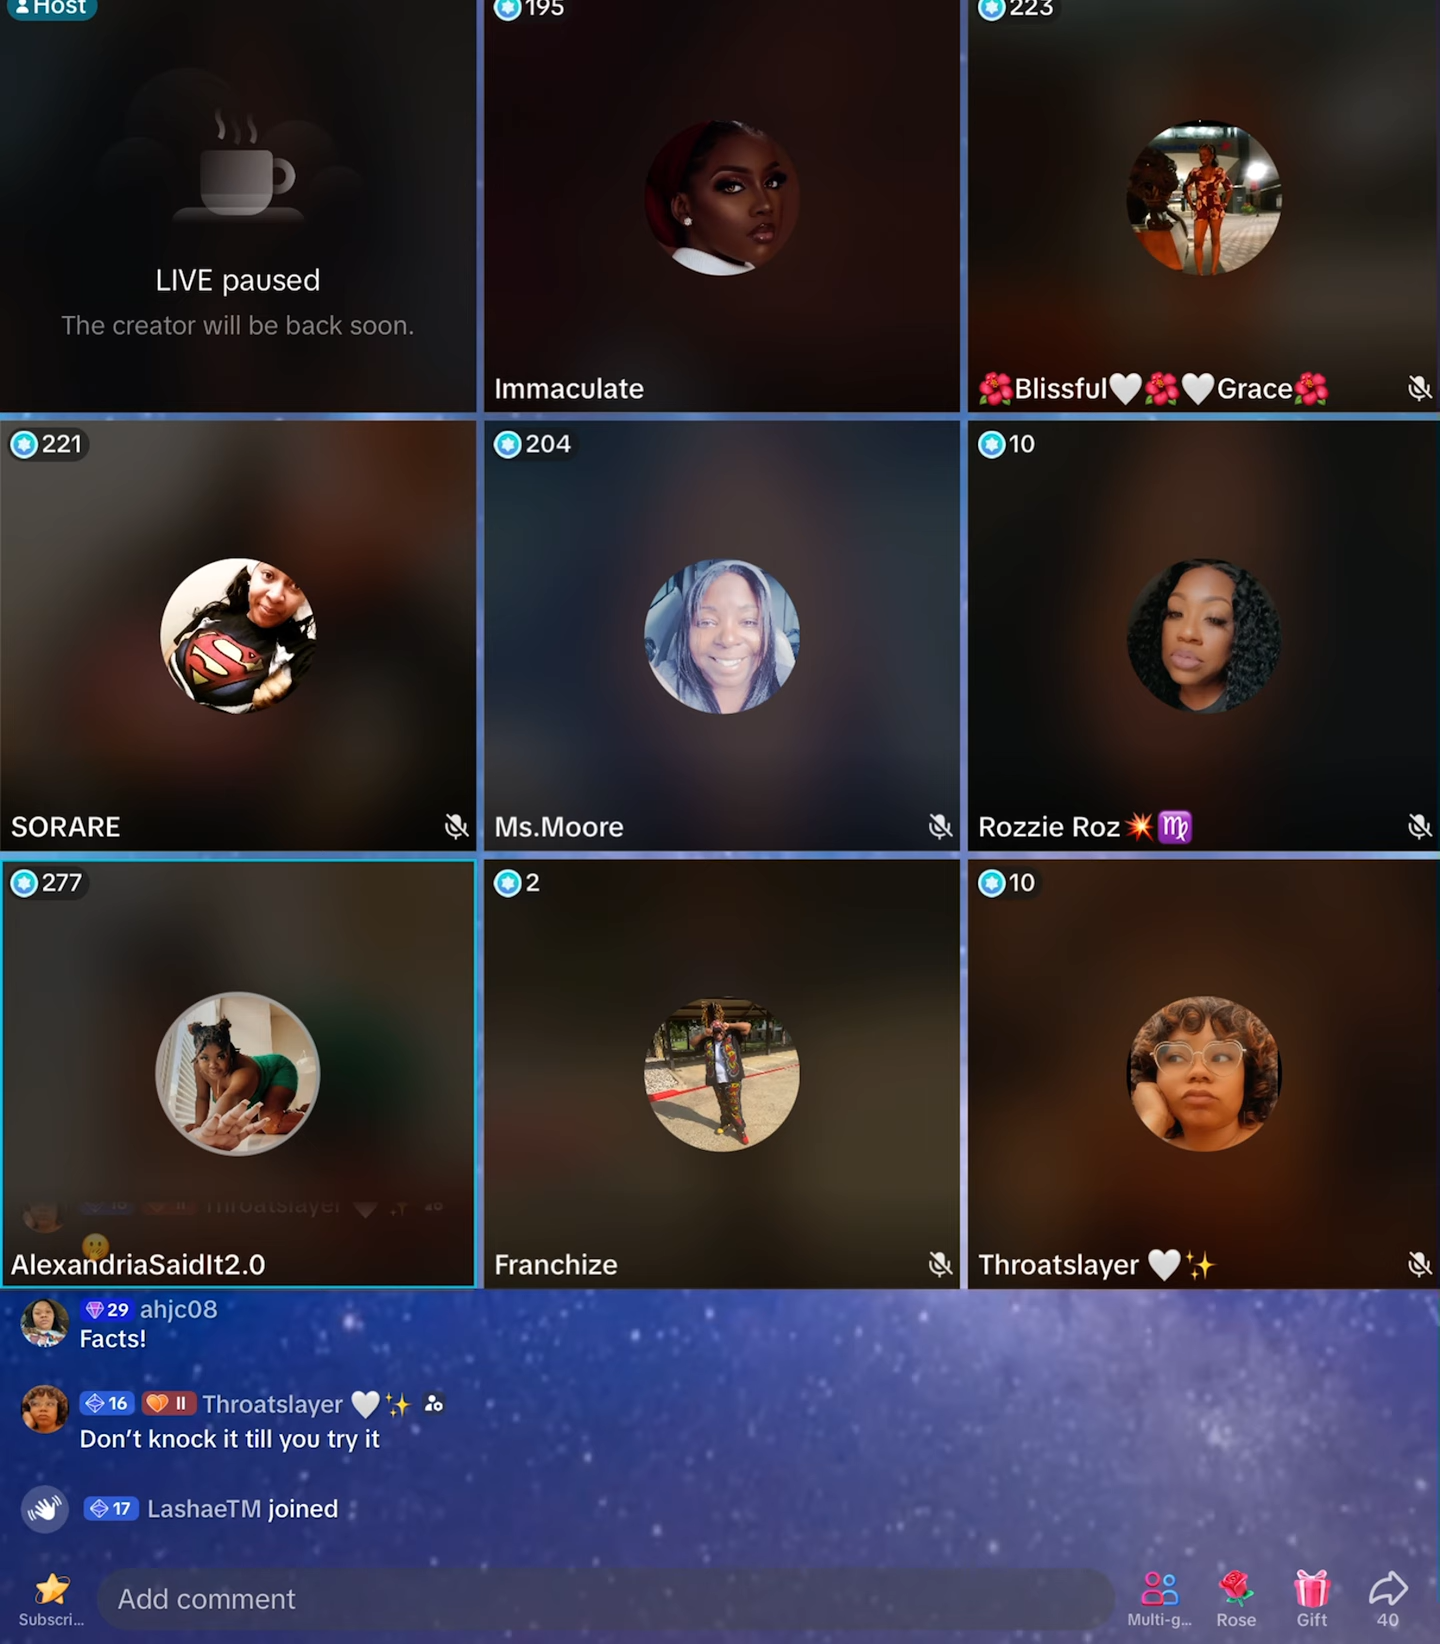 Host
195
223
LIVE paused
The creator will be back soon.
Immaculate
🌺Blissful🤍🌺🤍Grace🌺
221
204
10
SORARE
Ms.Moore
Rozzie Roz 💥♍
277
2
10
Throatslayer 🤍✨
AlexandriaSaidIt2.0
Franchize
Throatslayer 🤍✨
29 ahjc08
Facts!
16 II Throatslayer 🤍✨
Don’t knock it till you try it
17 LashaeTM joined
Add comment
Subscri...
Multi-g...
Rose
Gift
40